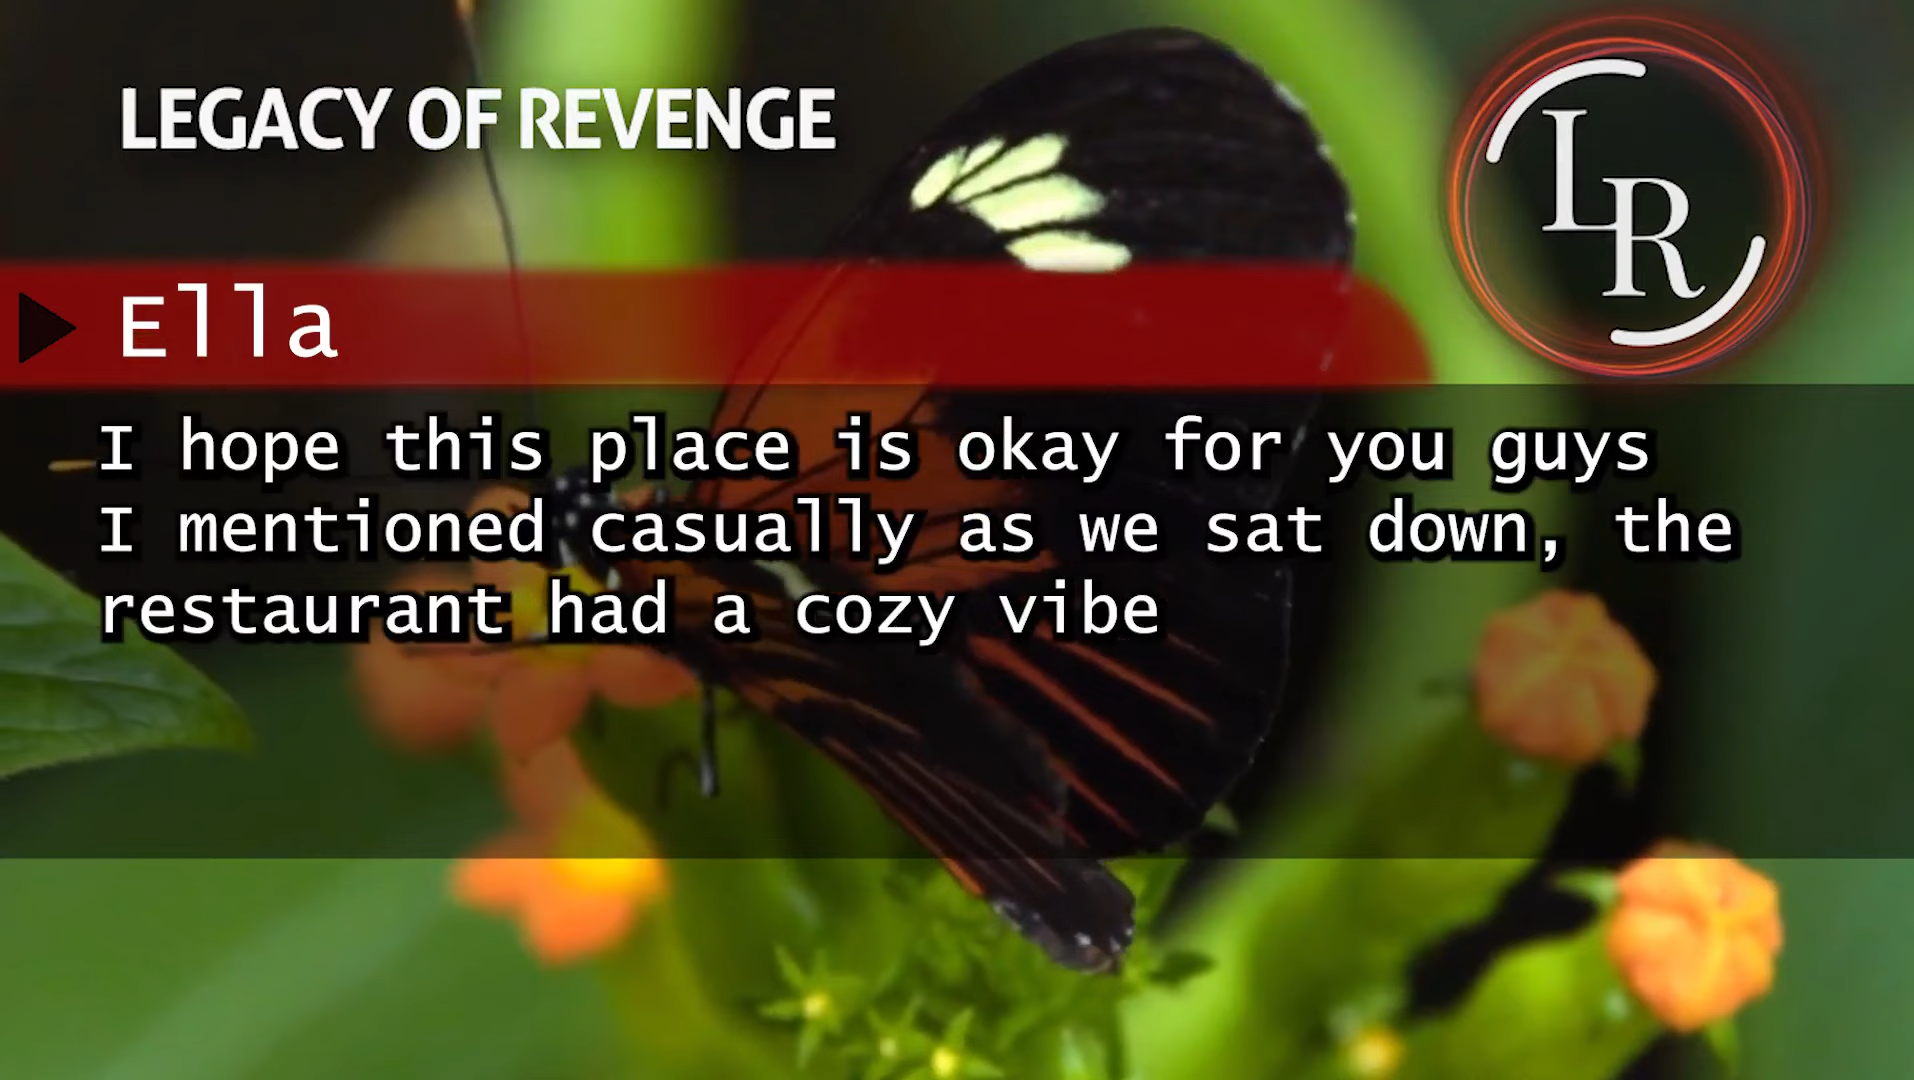 LEGACY OF REVENGE
LR
Ella
I hope this place is okay for you guys
I mentioned casually as we sat down, the
restaurant had a cozy vibe